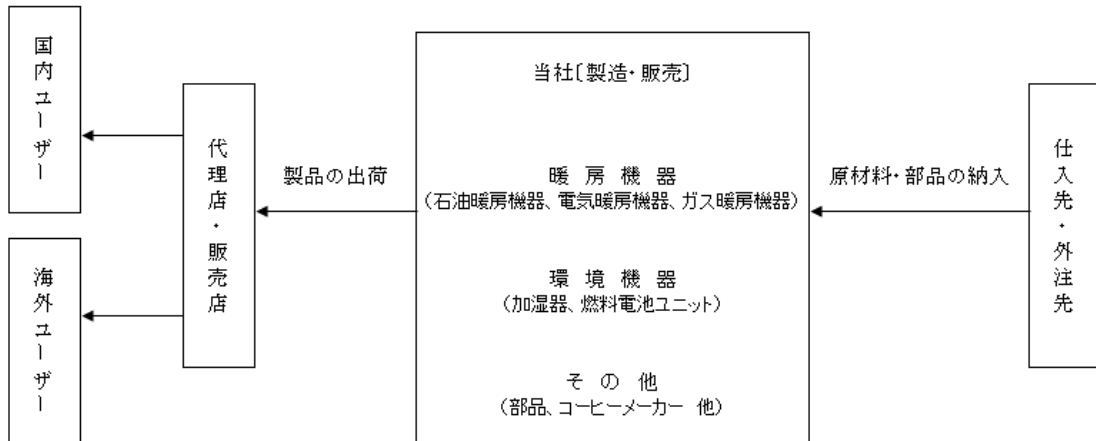 国内ユーザー
海外ユーザー
代理店・販売店
製品の出荷
当社〔製造・販売〕
暖房機器
(石油暖房機器、電気暖房機器、ガス暖房機器)
環境機器
(加湿器、燃料電池ユニット)
その他
(部品、コーヒーメーカー 他)
原材料・部品の納入
仕入先・外注先